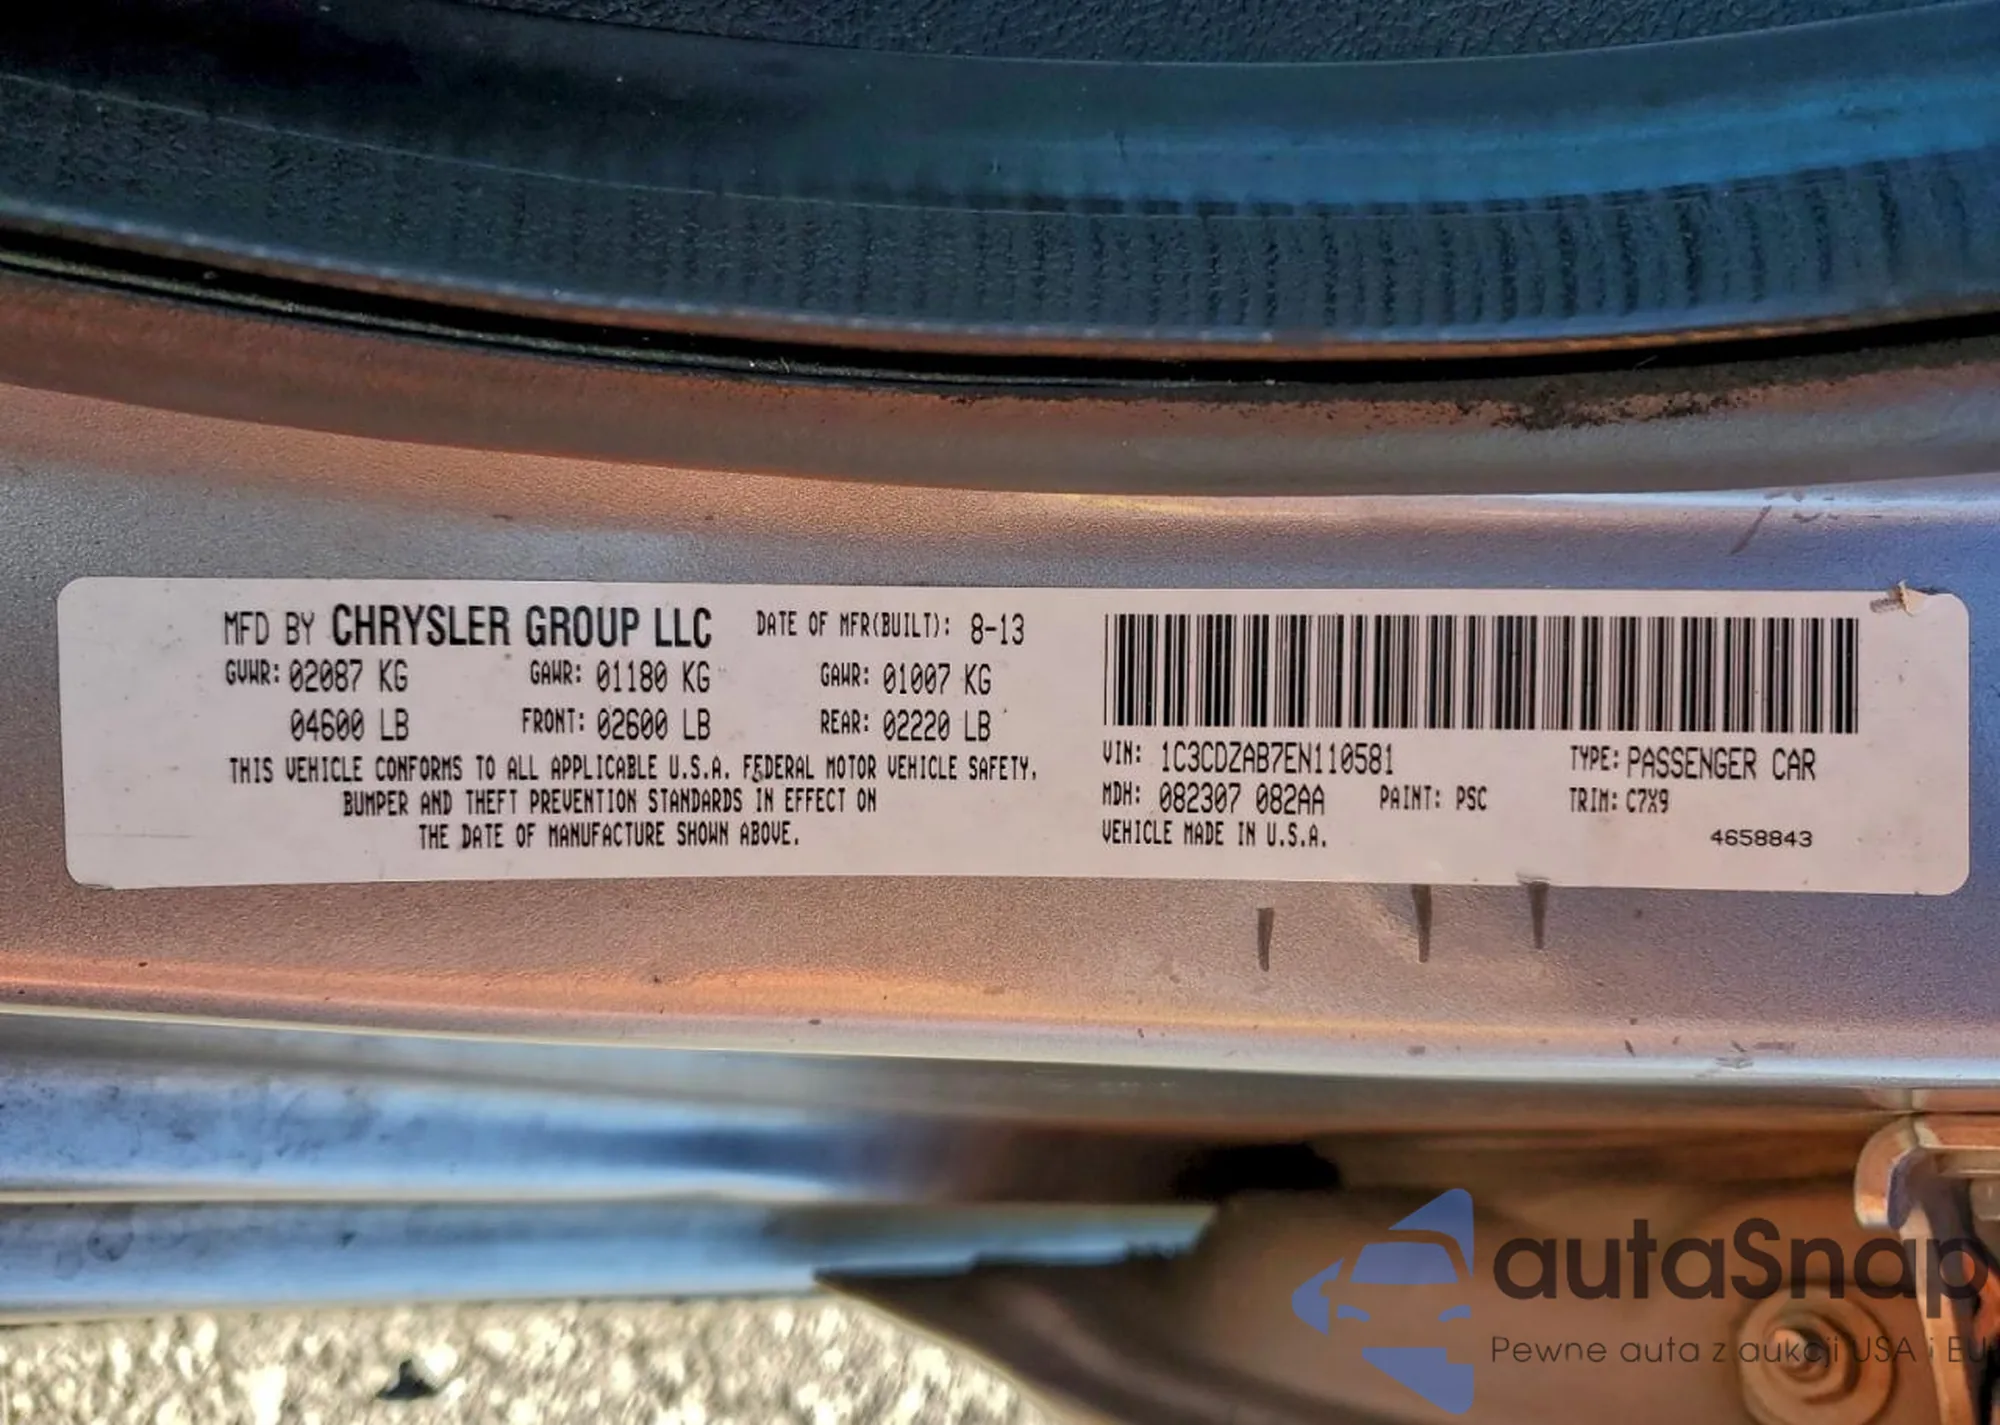 MFD BY CHRYSLER GROUP LLC DATE OF MFR(BUILT): 8-13
GVWR: 02087 KG GAWR: 01180 KG GAWR: 01007 KG
04600 LB FRONT: 02600 LB REAR: 02220 LB
THIS VEHICLE CONFORMS TO ALL APPLICABLE U.S.A. FEDERAL MOTOR VEHICLE SAFETY,
BUMPER AND THEFT PREVENTION STANDARDS IN EFFECT ON
THE DATE OF MANUFACTURE SHOWN ABOVE.
VIN: 1C3CDZAB7EN110581 TYPE: PASSENGER CAR
MDH: 082307 082AA PAINT: PSC TRIM: C7X9
VEHICLE MADE IN U.S.A.
4658843
autaSnap
Pewne auta z aukcji USA i EU